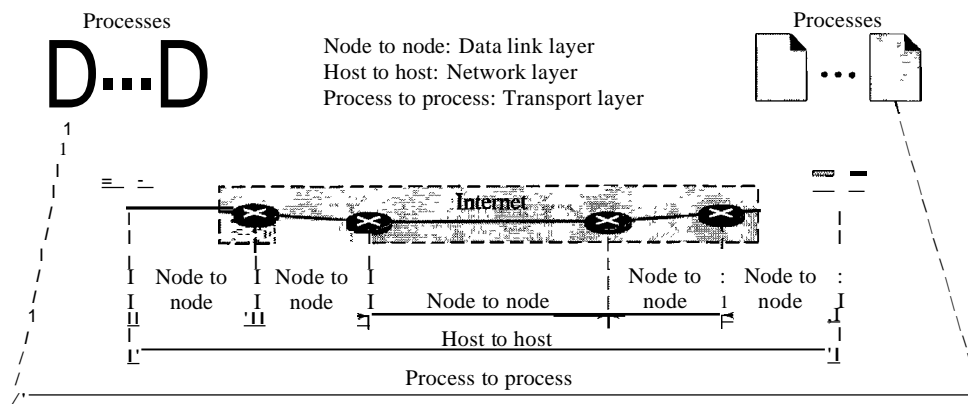 Processes
Processes
D...D
Node to node: Data link layer
Host to host: Network layer
Process to process: Transport layer
Internet
Node to node
Node to node
Node to node
Node to node
Node to node
Host to host
Process to process